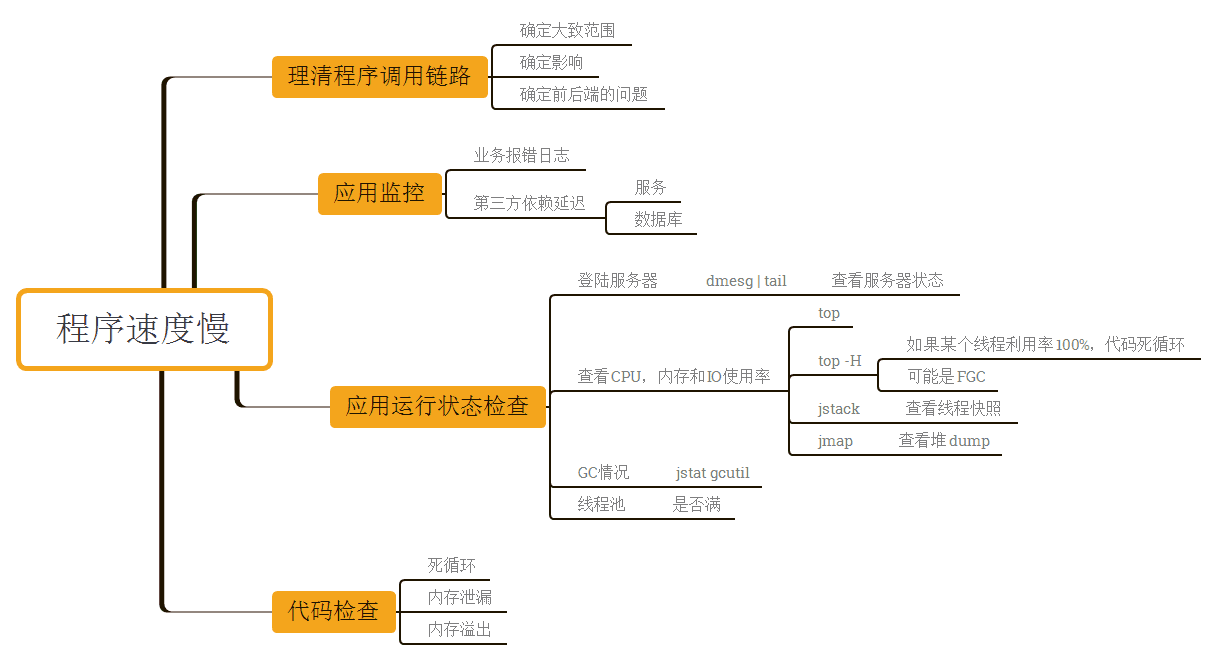 程序速度慢
理清程序调用链路
确定大致范围
确定影响
确定前后端的问题
应用监控
业务报错日志
第三方依赖延迟
服务
数据库
应用运行状态检查
登陆服务器
dmesg | tail
查看服务器状态
查看CPU，内存和IO使用率
top
top -H
如果某个线程利用率100%，代码死循环
可能是FGC
jstack
查看线程快照
jmap
查看堆dump
GC情况
jstat gcutil
线程池
是否满
代码检查
死循环
内存泄漏
内存溢出